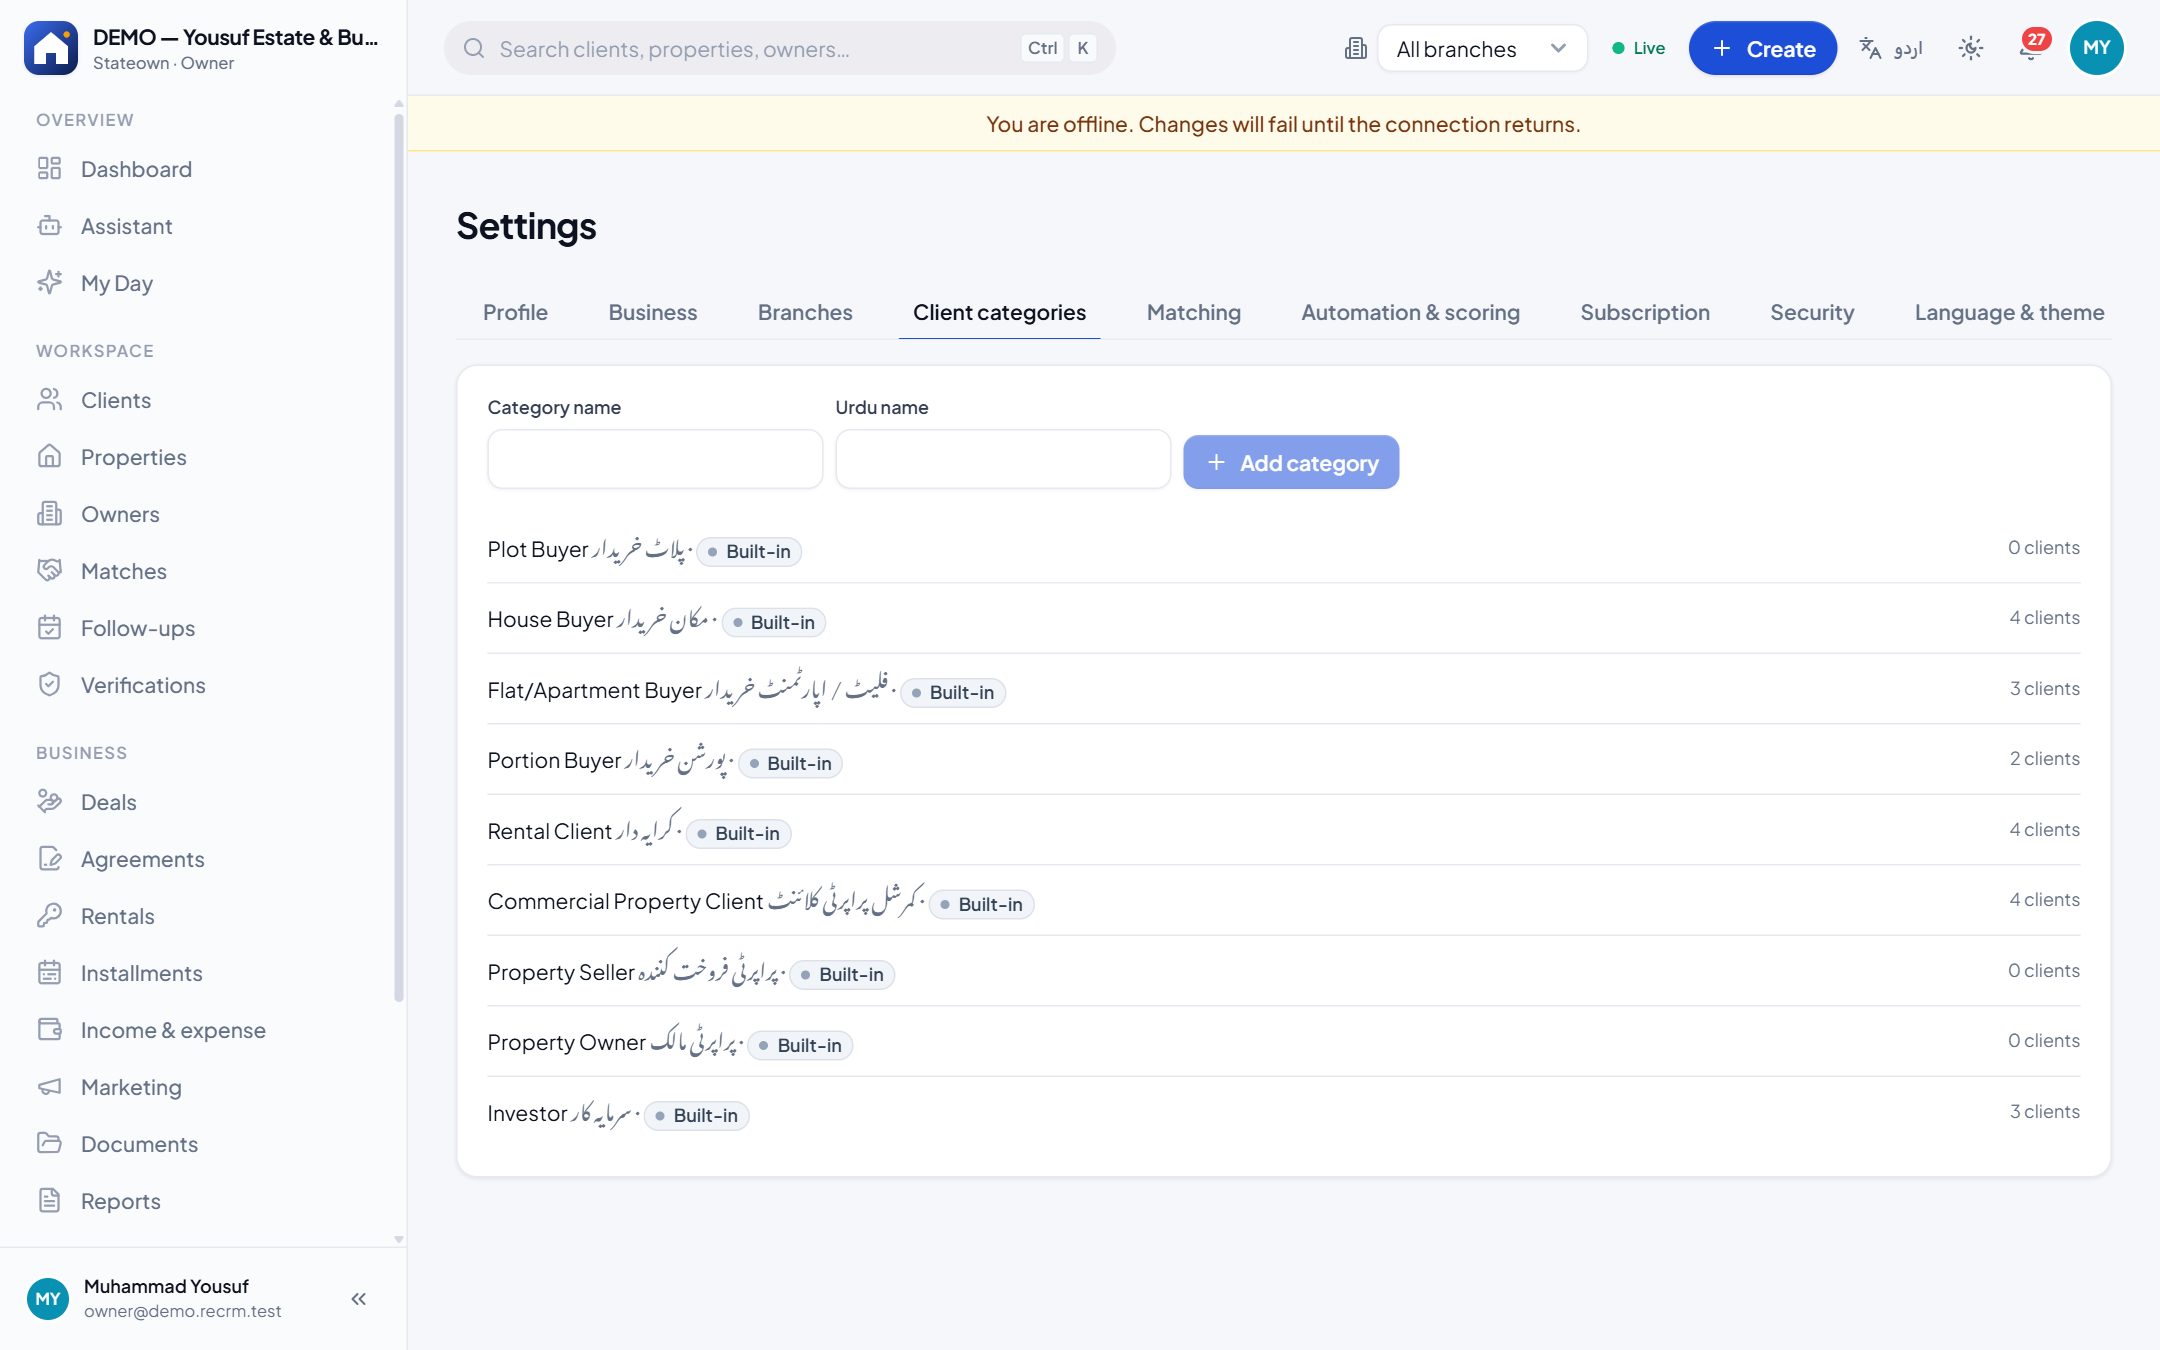 DEMO — Yousuf Estate & Bu...
Stateown · Owner
Search clients, properties, owners...
Ctrl K
All branches
Live
Create
اردو
27
MY
OVERVIEW
Dashboard
Assistant
My Day
WORKSPACE
Clients
Properties
Owners
Matches
Follow-ups
Verifications
BUSINESS
Deals
Agreements
Rentals
Installments
Income & expense
Marketing
Documents
Reports
MY
Muhammad Yousuf
owner@demo.recrm.test
You are offline. Changes will fail until the connection returns.
Settings
Profile Business Branches Client categories Matching Automation & scoring Subscription Security Language & theme
Category name Urdu name
Add category
Plot Buyer پلاٹ خریدار · Built-in 0 clients
House Buyer مکان خریدار · Built-in 4 clients
Flat/Apartment Buyer فلیٹ / اپارٹمنٹ خریدار · Built-in 3 clients
Portion Buyer پورشن خریدار · Built-in 2 clients
Rental Client کرایہ دار · Built-in 4 clients
Commercial Property Client کمرشل پراپرٹی کلائنٹ · Built-in 4 clients
Property Seller پراپرٹی فروخت کنندہ · Built-in 0 clients
Property Owner پراپرٹی مالک · Built-in 0 clients
Investor سرمایہ کار · Built-in 3 clients